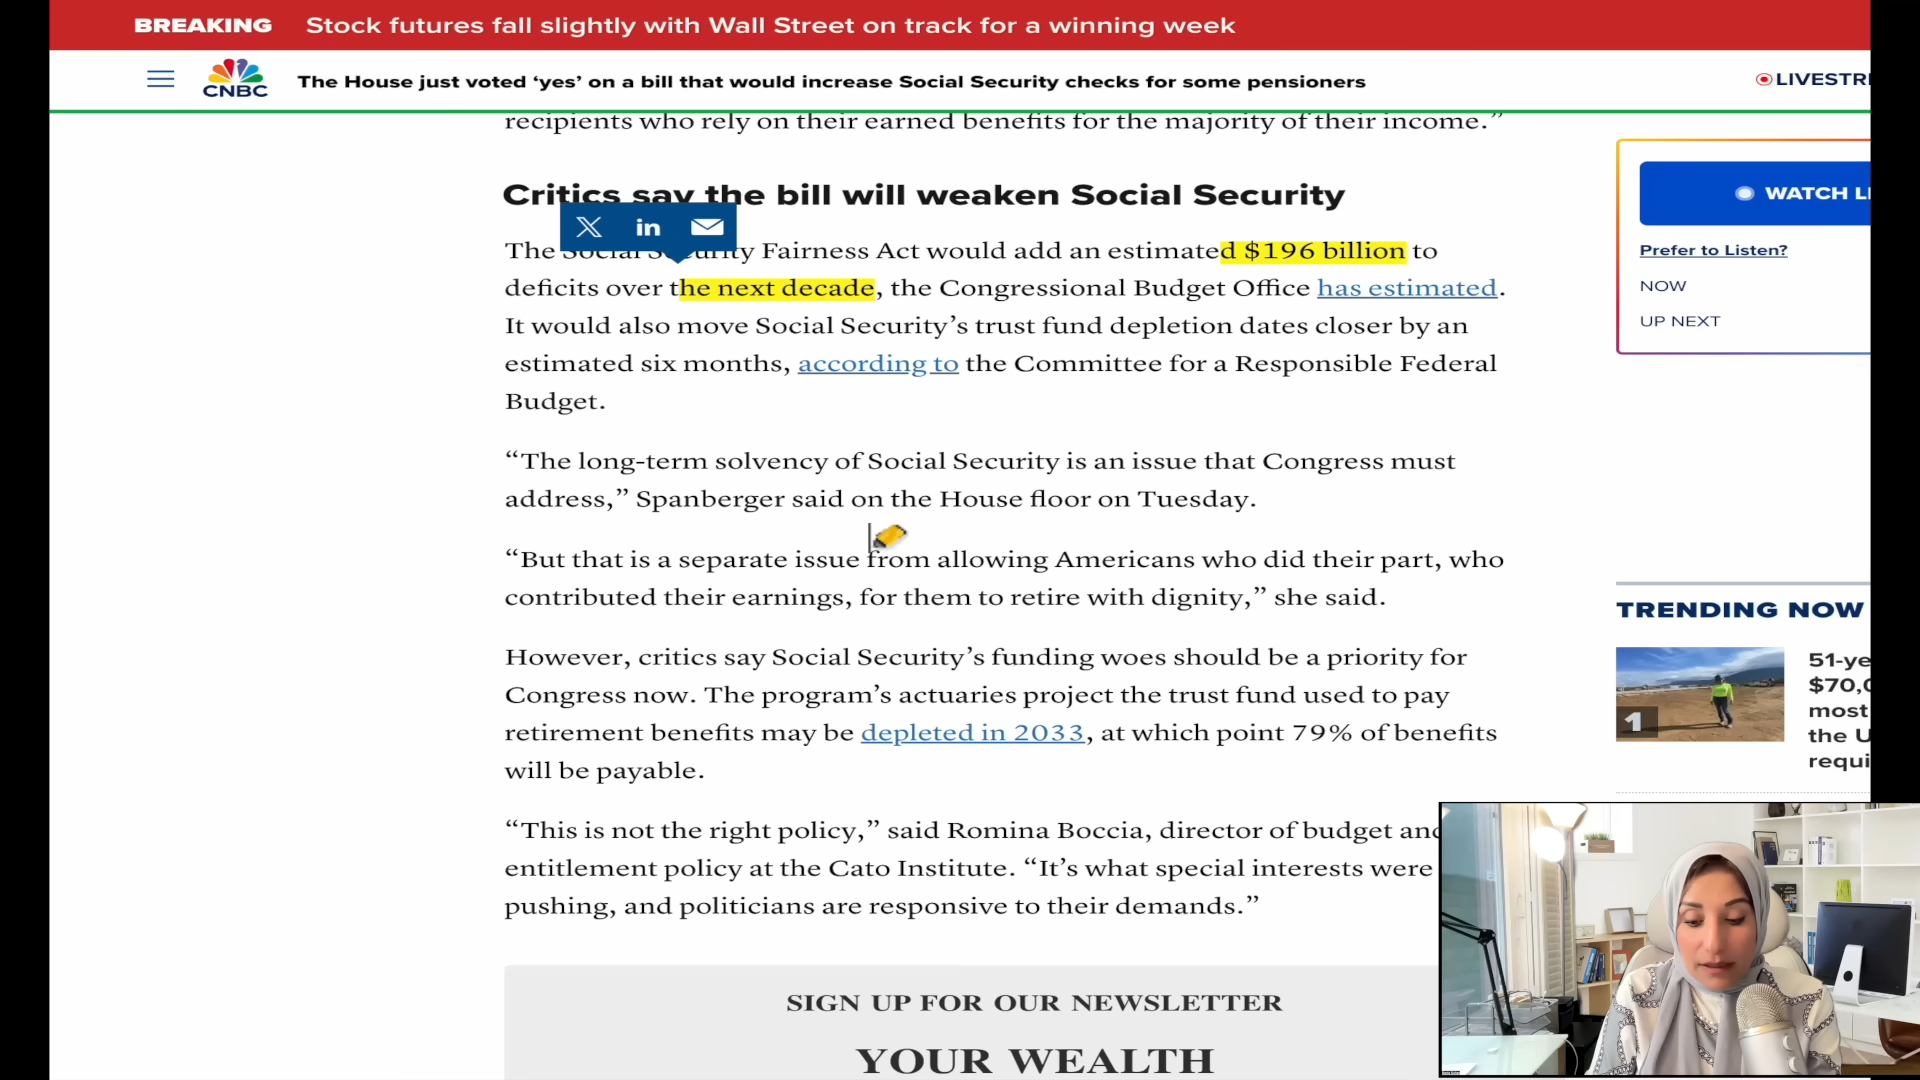 BREAKING Stock futures fall slightly with Wall Street on track for a winning week
CNBC
The House just voted ‘yes’ on a bill that would increase Social Security checks for some pensioners
LIVESTRE
recipients who rely on their earned benefits for the majority of their income.”
Critics say the bill will weaken Social Security
The Social Security Fairness Act would add an estimated $196 billion to
deficits over the next decade, the Congressional Budget Office has estimated.
It would also move Social Security’s trust fund depletion dates closer by an
estimated six months, according to the Committee for a Responsible Federal
Budget.
“The long-term solvency of Social Security is an issue that Congress must
address,” Spanberger said on the House floor on Tuesday.
“But that is a separate issue from allowing Americans who did their part, who
contributed their earnings, for them to retire with dignity,” she said.
However, critics say Social Security’s funding woes should be a priority for
Congress now. The program’s actuaries project the trust fund used to pay
retirement benefits may be depleted in 2033, at which point 79% of benefits
will be payable.
“This is not the right policy,” said Romina Boccia, director of budget and
entitlement policy at the Cato Institute. “It’s what special interests were
pushing, and politicians are responsive to their demands.”
SIGN UP FOR OUR NEWSLETTER
YOUR WEALTH
WATCH LI
Prefer to Listen?
NOW
UP NEXT
TRENDING NOW
1
51-ye
$70,0
most
the U
requi